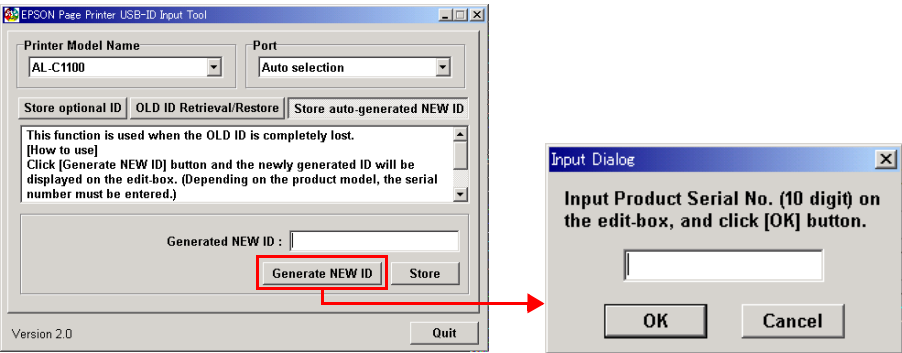 EPSON Page Printer USB-ID Input Tool
Printer Model Name
Port
AL-C1100
Auto selection
Store optional ID
OLD ID Retrieval/Restore
Store auto-generated NEW ID
This function is used when the OLD ID is completely lost.
[How to use]
Click [Generate NEW ID] button and the newly generated ID will be
displayed on the edit-box. (Depending on the product model, the serial
number must be entered.)
Generated NEW ID :
Generate NEW ID
Store
Version 2.0
Quit
Input Dialog
Input Product Serial No. (10 digit) on
the edit-box, and click [OK] button.
OK
Cancel